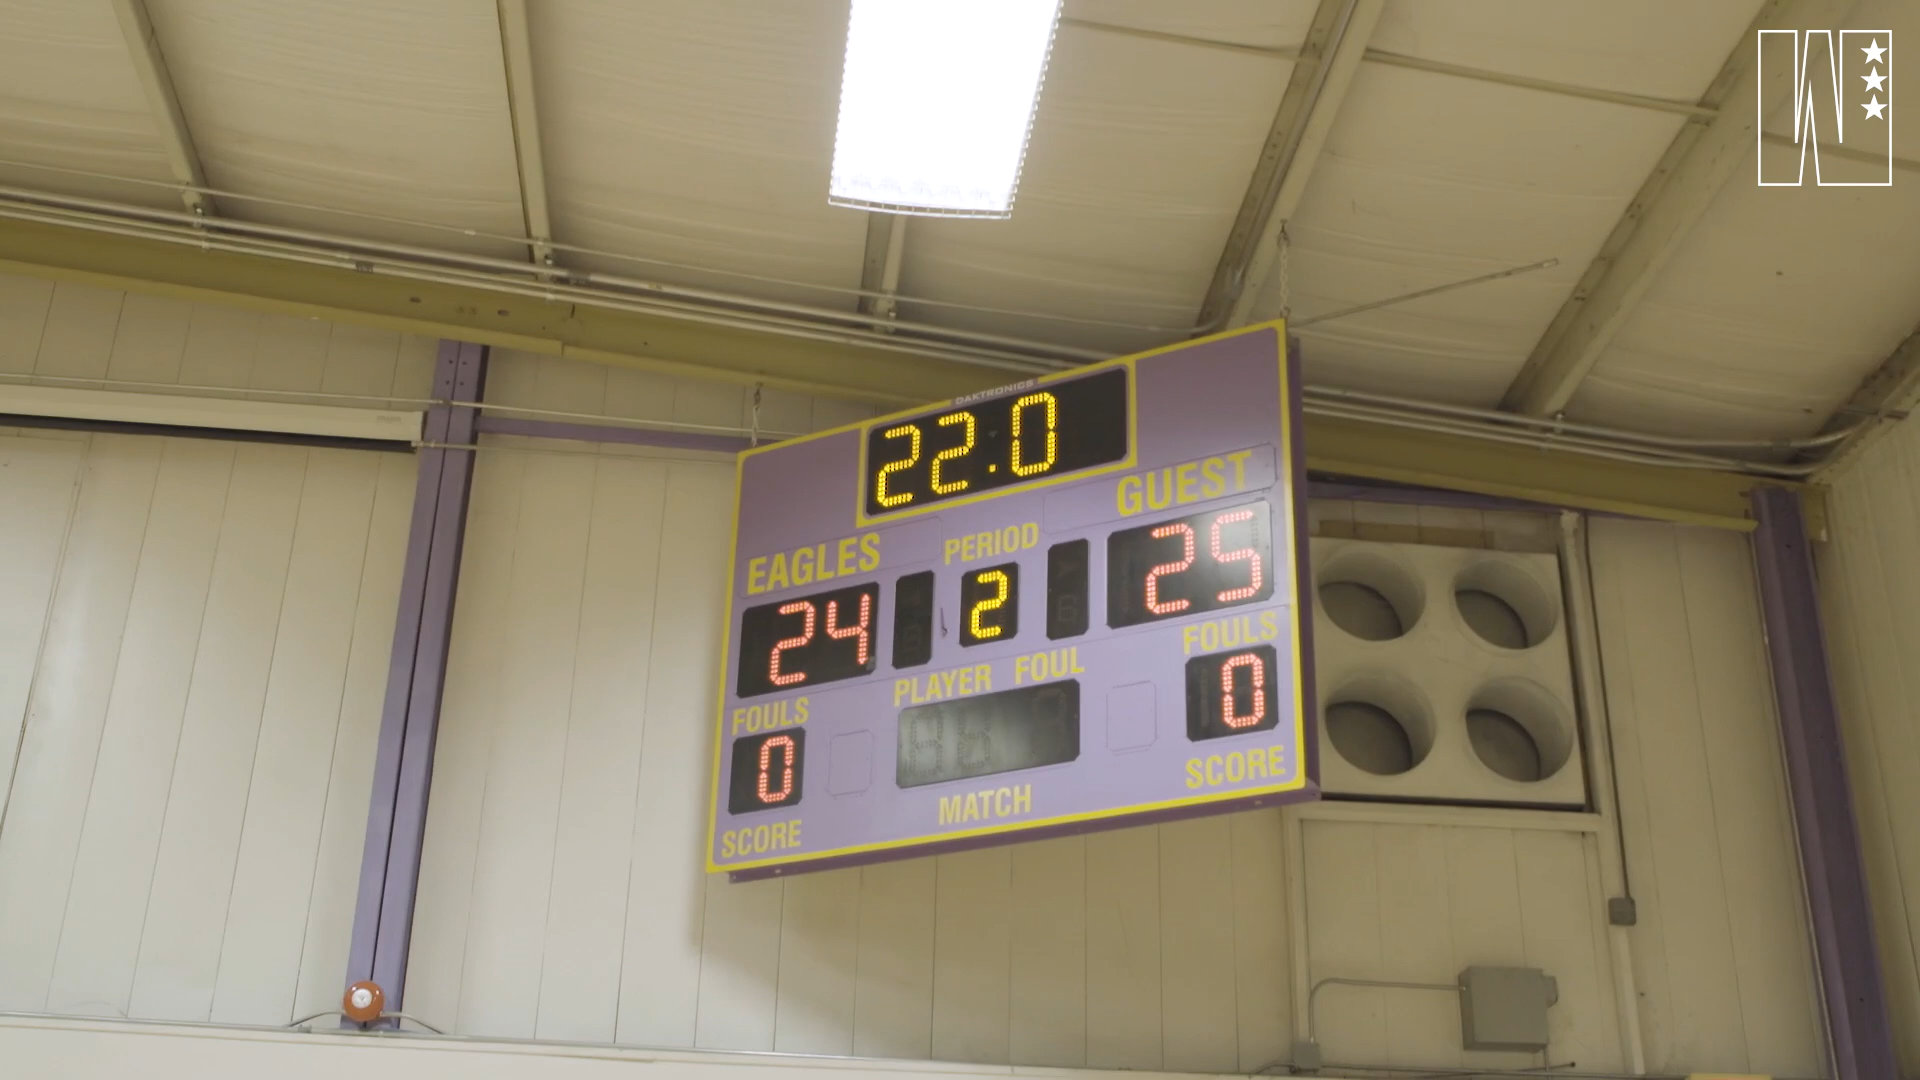 DAKTRONICS
22.0
EAGLES PERIOD GUEST
24 2 25
FOULS PLAYER FOUL FOULS
0 0
SCORE MATCH SCORE
W